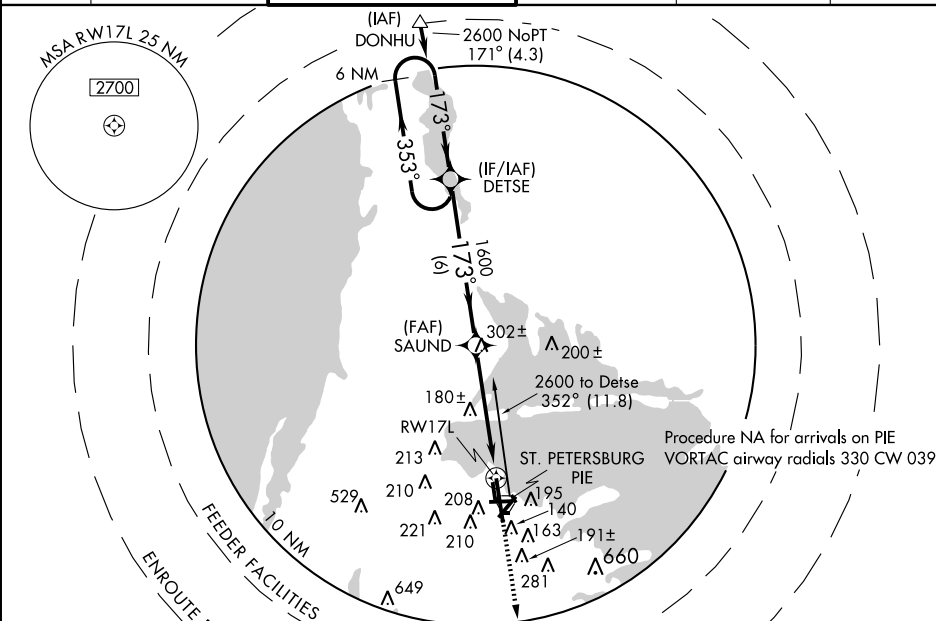 MSA RW17L 25 NM
2700
(IAF)
DONHU
2600 NoPT
171° (4.3)
6 NM
173°
353°
(IF/IAF)
DETSE
1600
173°
(6)
(FAF)
SAUND
302±
200±
2600 to Detse
352° (11.8)
180±
RW17L
Procedure NA for arrivals on PIE
VORTAC airway radials 330 CW 039
ST. PETERSBURG
PIE
213
210
529
208
195
140
221
210
163
191±
281
660
649
10 NM
FEEDER FACILITIES
ENROUTE